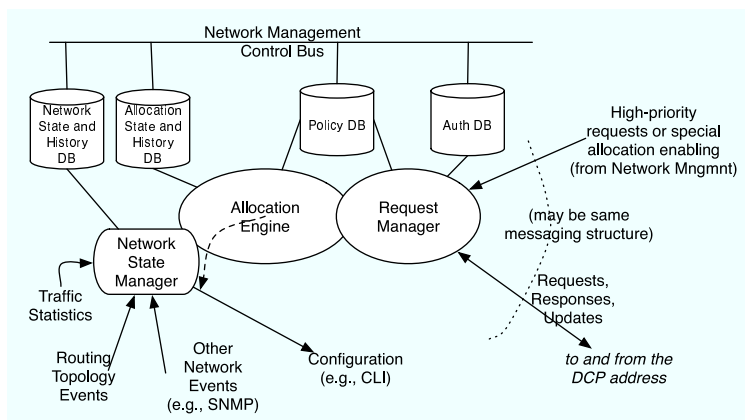 Network Management
Control Bus
Network
State and
History
DB
Allocation
State and
History
DB
Policy DB
Auth DB
High-priority
requests or special
allocation enabling
(from Network Mngmnt)
Allocation
Engine
Request
Manager
(may be same
messaging structure)
Network
State
Manager
Traffic
Statistics
Requests,
Responses,
Updates
Routing
Topology
Events
Other
Network
Events
(e.g., SNMP)
Configuration
(e.g., CLI)
to and from the
DCP address